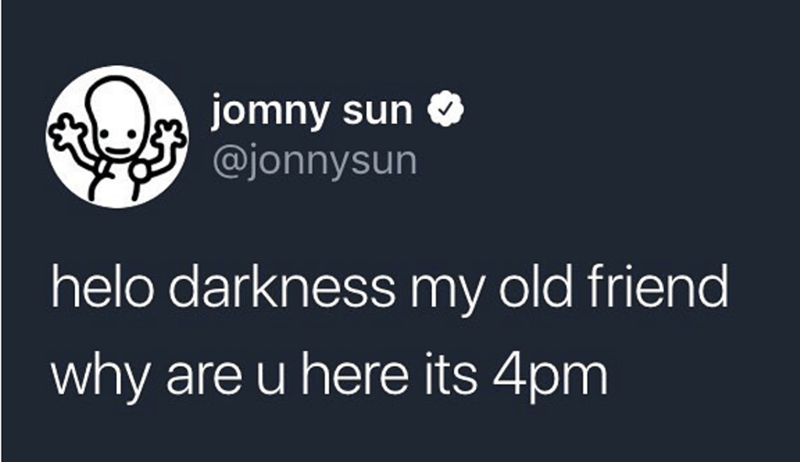 jomny sun
@jonnysun
helo darkness my old friend
why are u here its 4pm